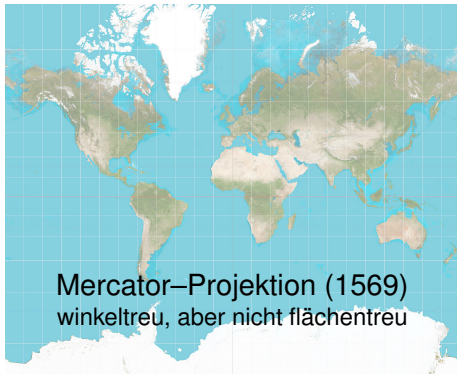 Mercator–Projektion (1569)
winkeltreu, aber nicht flächentreu